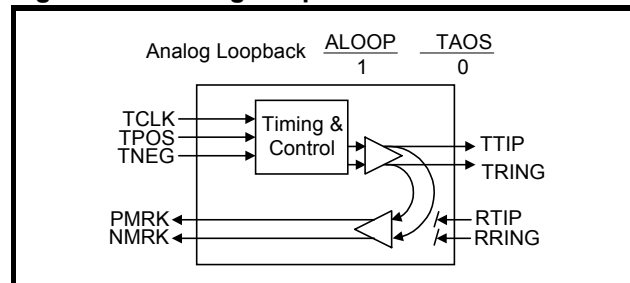 Analog Loopback ALOOP TAOS
1 0
TCLK
TPOS
TNEG
Timing &
Control
TTIP
TRING
PMRK
NMRK
RTIP
RRING